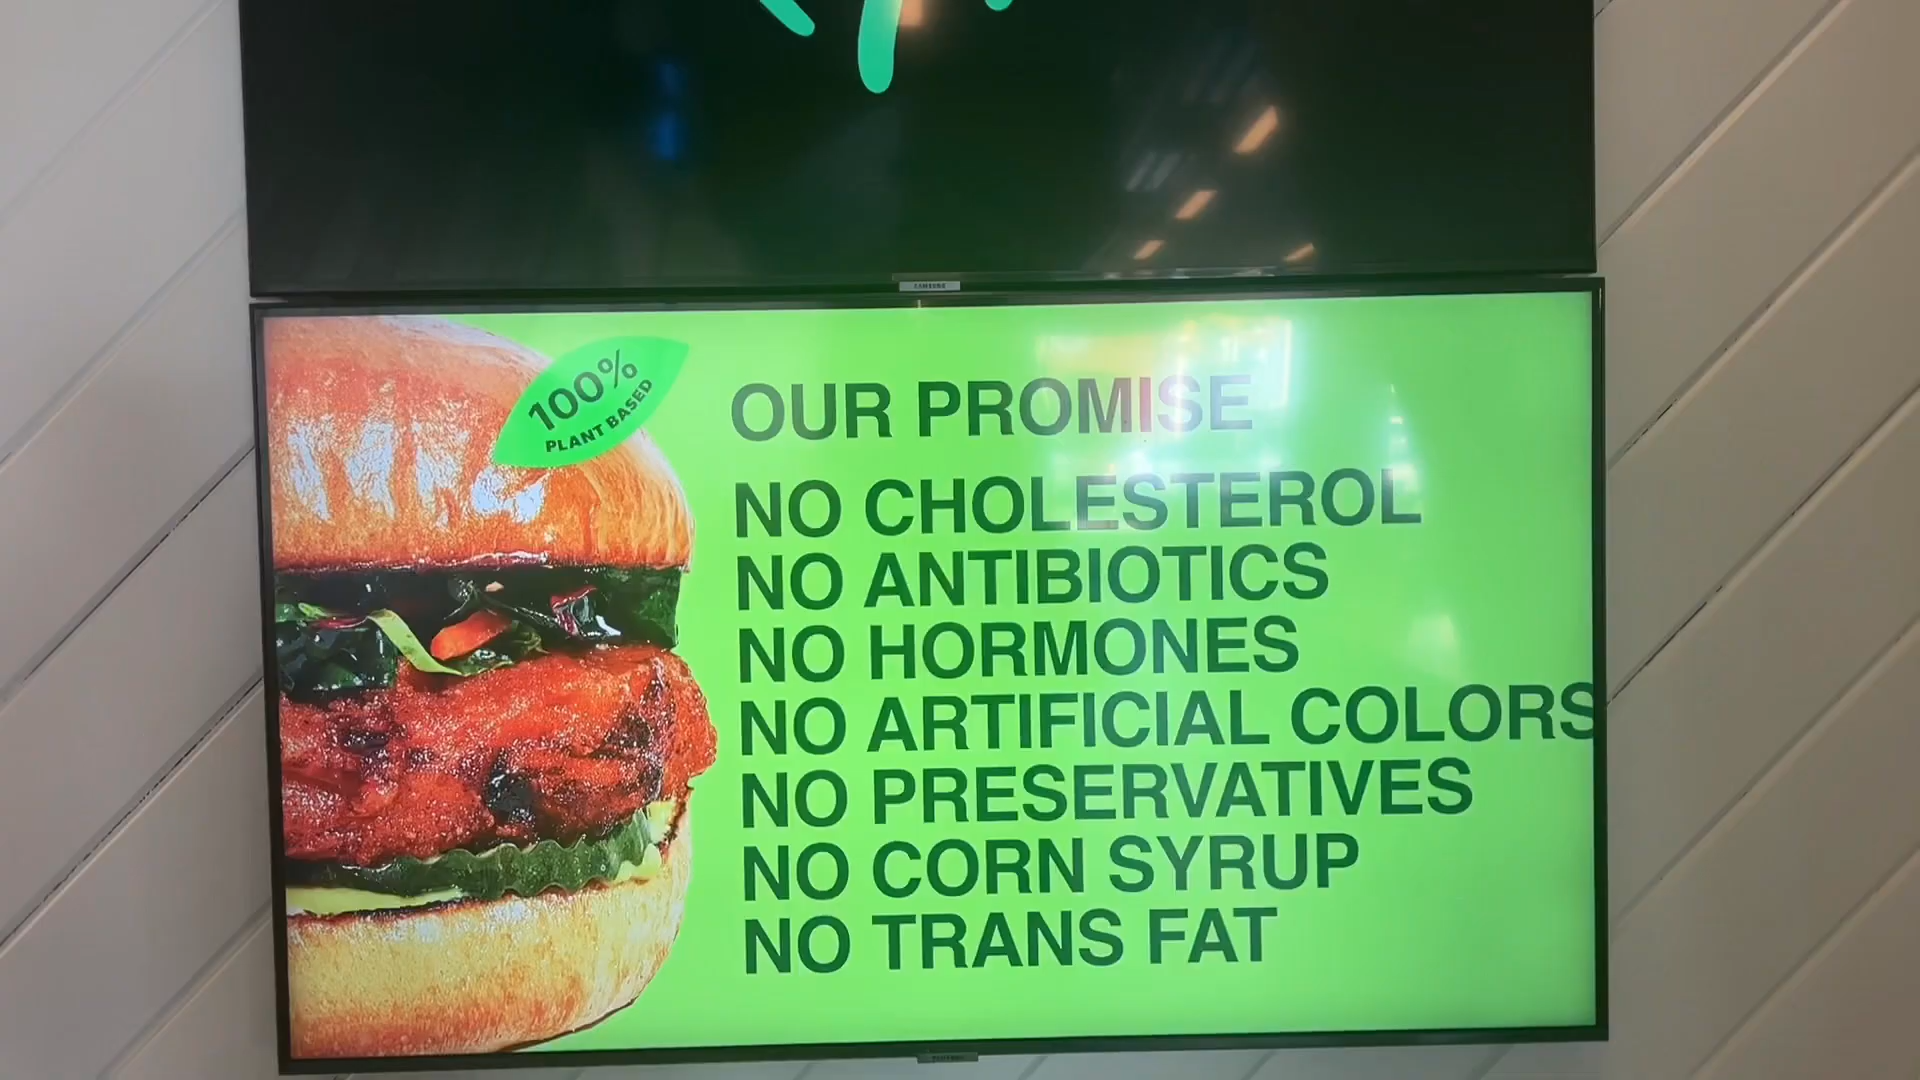 SAMSUNG
100%
PLANT BASED
OUR PROMISE
NO CHOLESTEROL
NO ANTIBIOTICS
NO HORMONES
NO ARTIFICIAL COLORS
NO PRESERVATIVES
NO CORN SYRUP
NO TRANS FAT